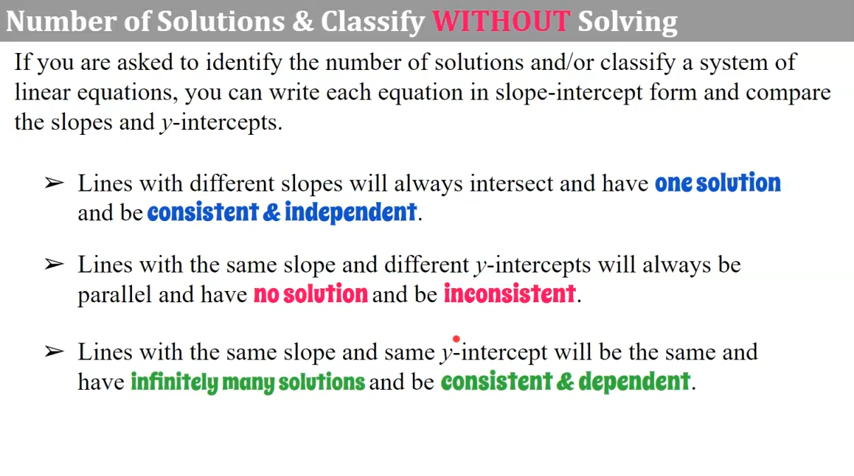 Number of Solutions & Classify WITHOUT Solving
If you are asked to identify the number of solutions and/or classify a system of
linear equations, you can write each equation in slope-intercept form and compare
the slopes and y-intercepts.
➢ Lines with different slopes will always intersect and have one solution
and be consistent & independent.
➢ Lines with the same slope and different y-intercepts will always be
parallel and have no solution and be inconsistent.
➢ Lines with the same slope and same y-intercept will be the same and
have infinitely many solutions and be consistent & dependent.